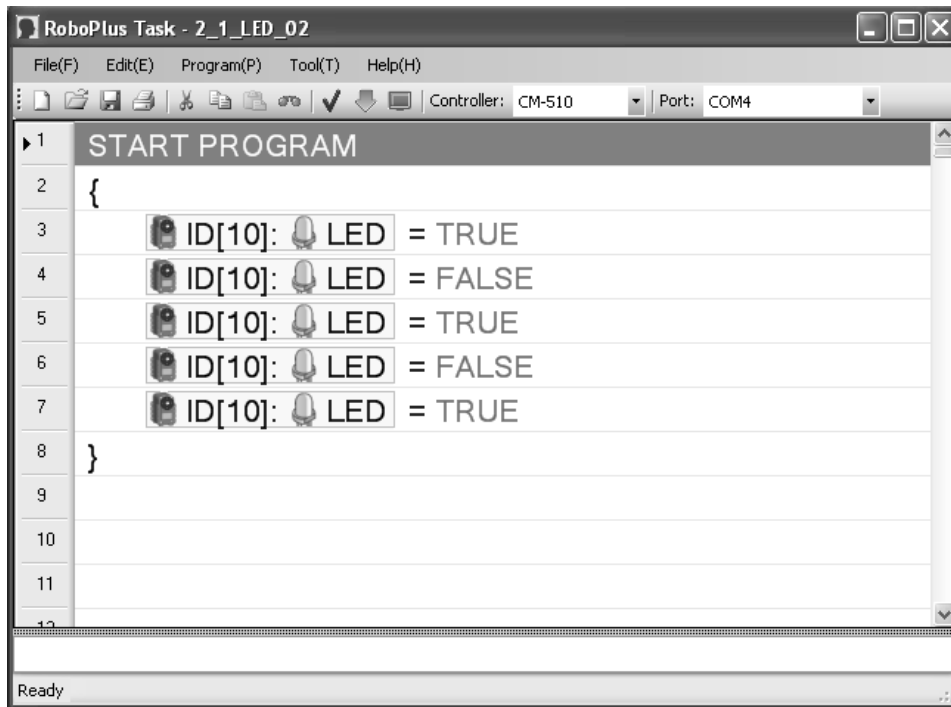 RoboPlus Task - 2_1_LED_02
File(F) Edit(E) Program(P) Tool(T) Help(H)
Controller: CM-510 Port: COM4
1 START PROGRAM
2 {
3 ID[10]: LED = TRUE
4 ID[10]: LED = FALSE
5 ID[10]: LED = TRUE
6 ID[10]: LED = FALSE
7 ID[10]: LED = TRUE
8 }
9
10
11
12
Ready